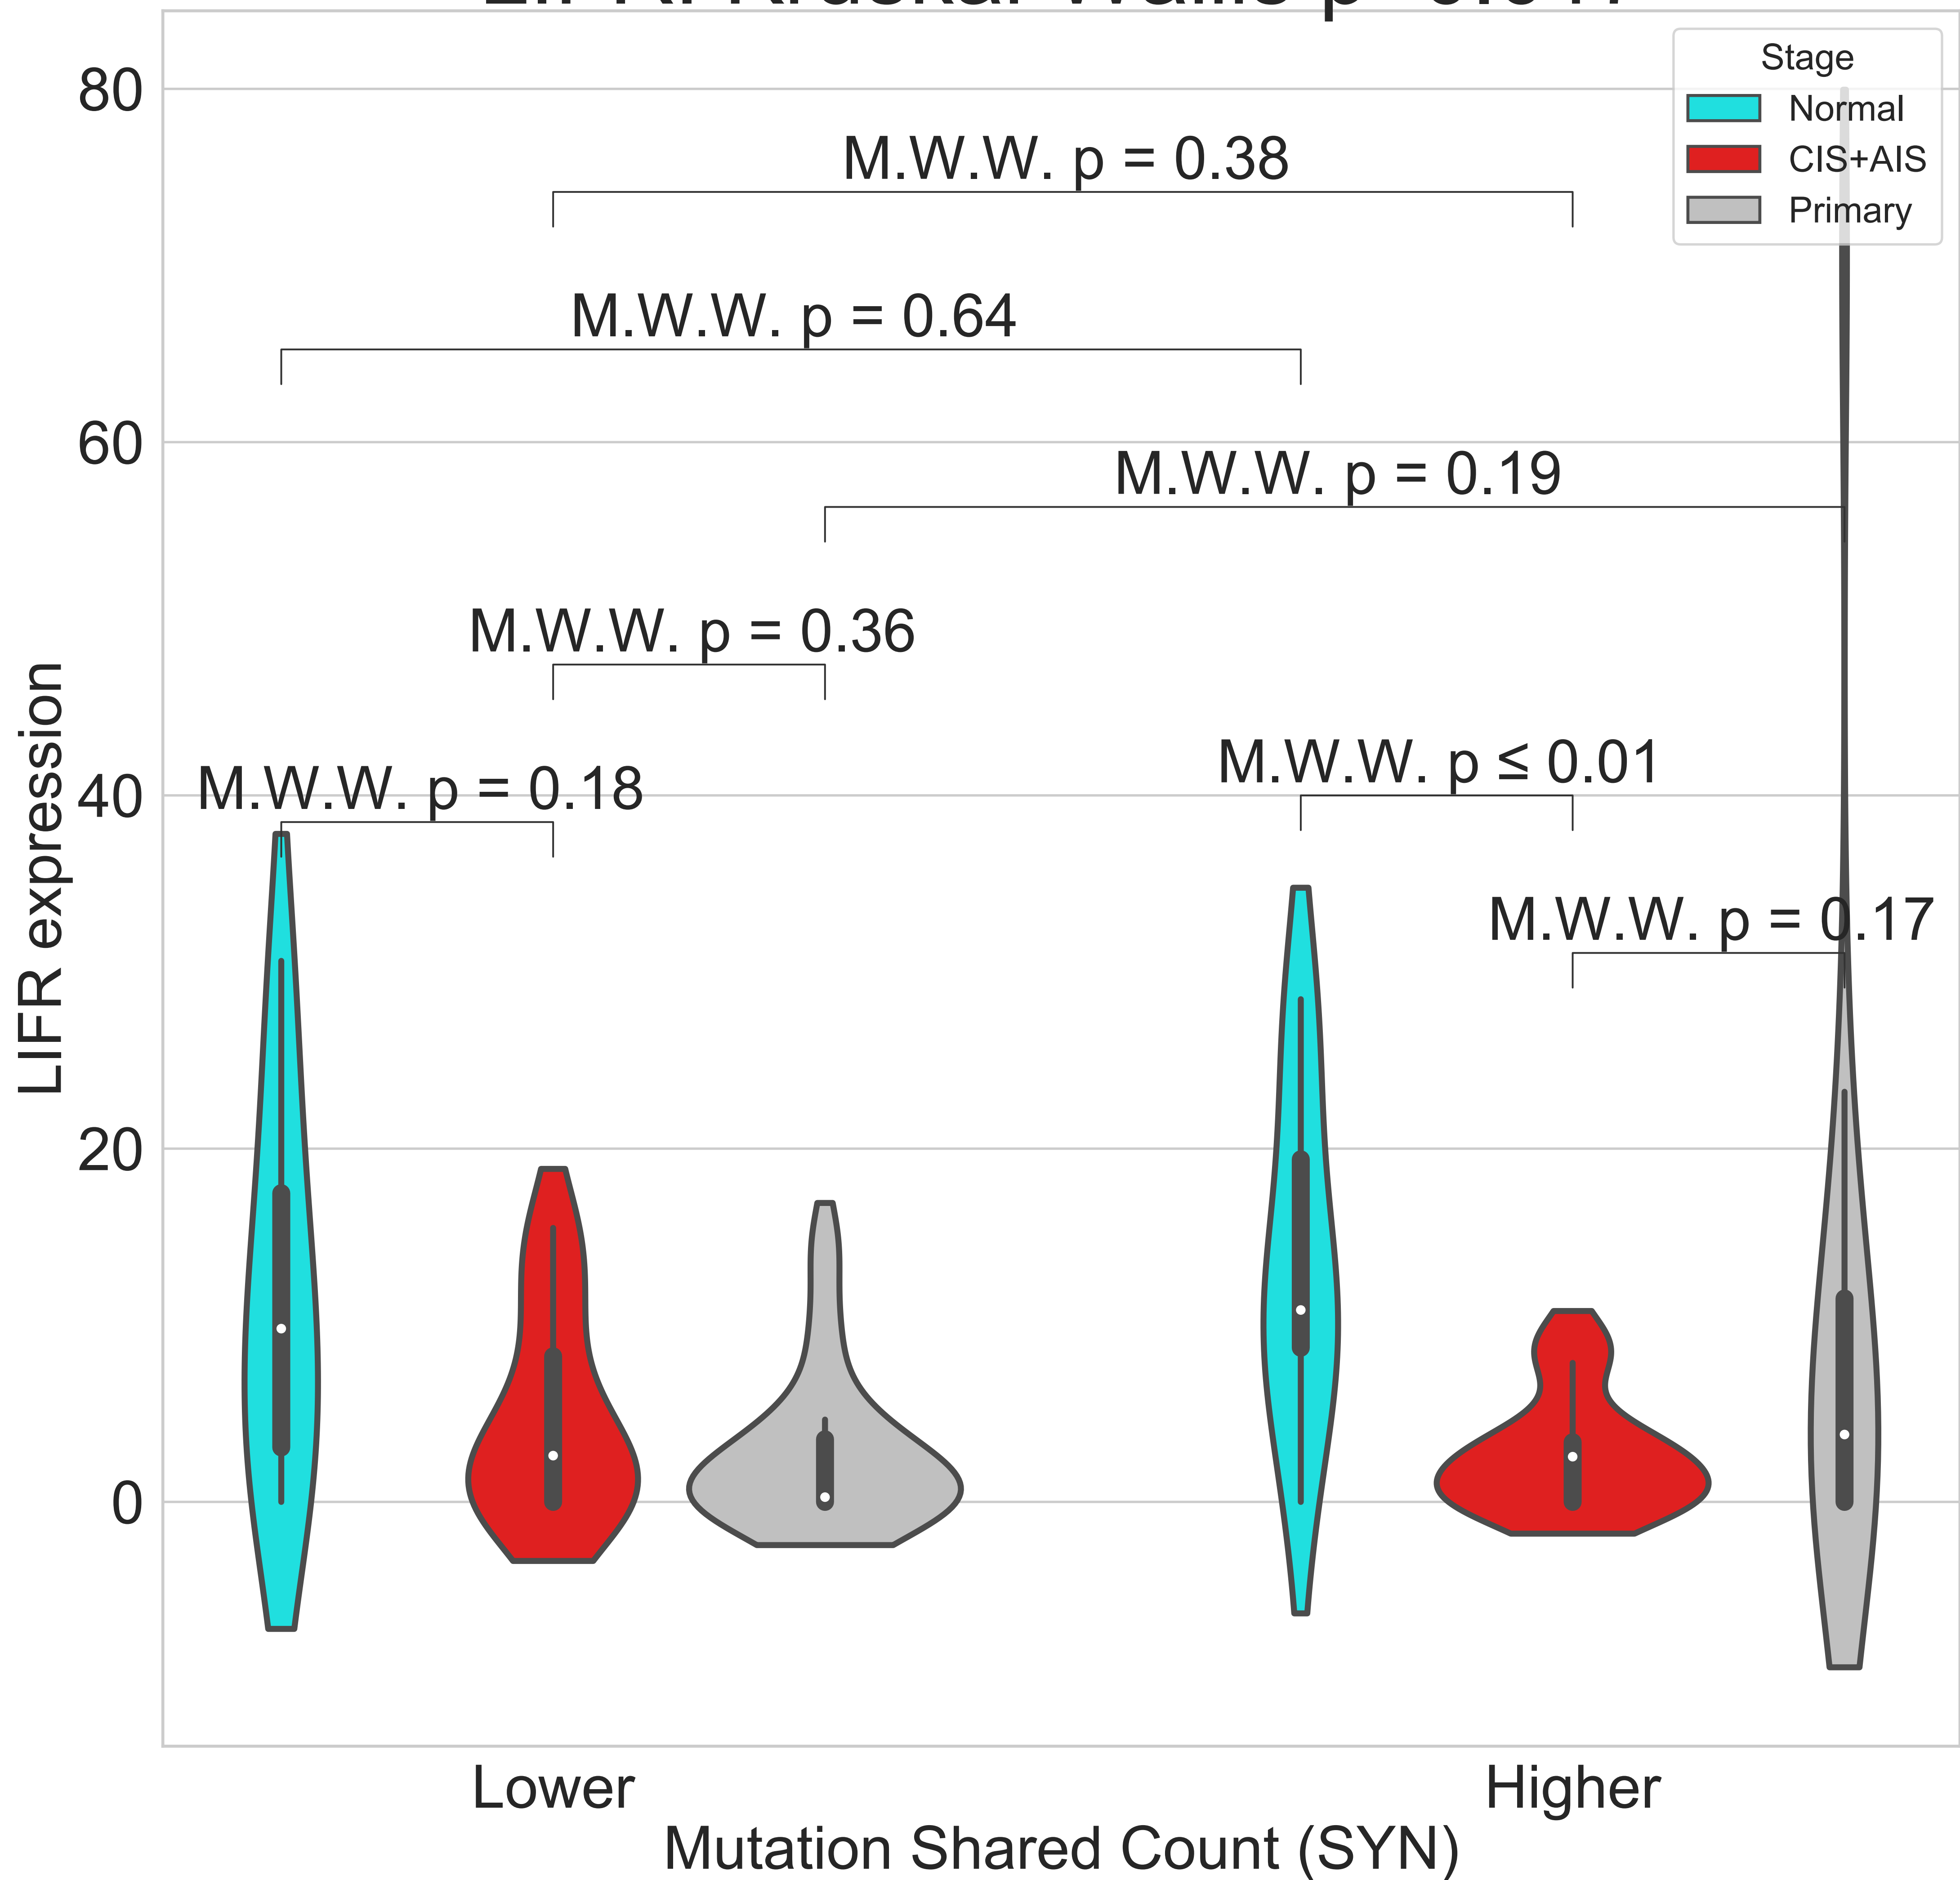 Stage
Normal
CIS+AIS
Primary
80
60
40
20
0
LIFR expression
M.W.W. p = 0.38
M.W.W. p = 0.64
M.W.W. p = 0.19
M.W.W. p = 0.36
M.W.W. p ≤ 0.01
M.W.W. p = 0.18
M.W.W. p = 0.17
Lower
Higher
Mutation Shared Count (SYN)